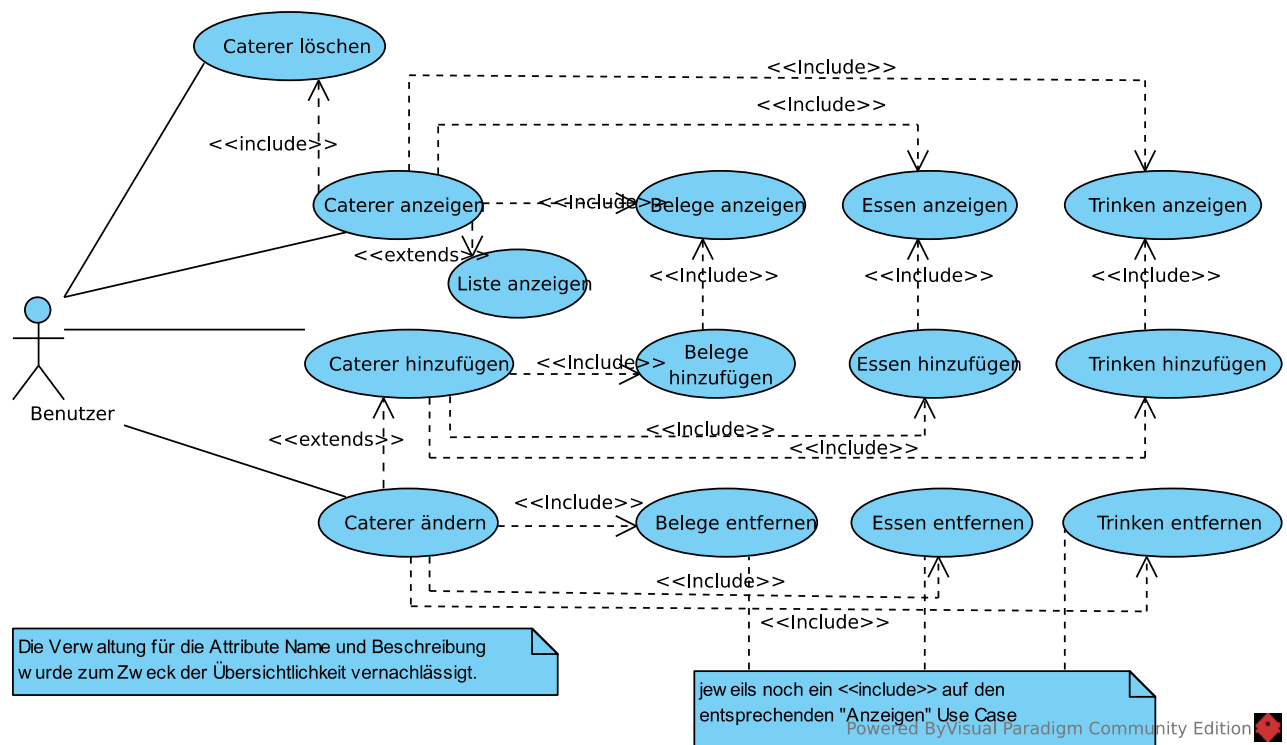 Caterer löschen
<<Include>>
<<Include>>
<<include>>
Caterer anzeigen
<<Include>>
Belege anzeigen
Essen anzeigen
Trinken anzeigen
<<extends>>
Liste anzeigen
<<Include>>
<<Include>>
<<Include>>
Caterer hinzufügen
<<Include>>
Belege
hinzufügen
Essen hinzufügen
Trinken hinzufügen
Benutzer
<<extends>>
<<Include>>
<<Include>>
Caterer ändern
<<Include>>
Belege entfernen
Essen entfernen
Trinken entfernen
<<Include>>
<<Include>>
Die Verwaltung für die Attribute Name und Beschreibung
wurde zum Zweck der Übersichtlichkeit vernachlässigt.
jeweils noch ein <<include>> auf den
entsprechenden "Anzeigen" Use Case
Powered ByVisual Paradigm Community Edition